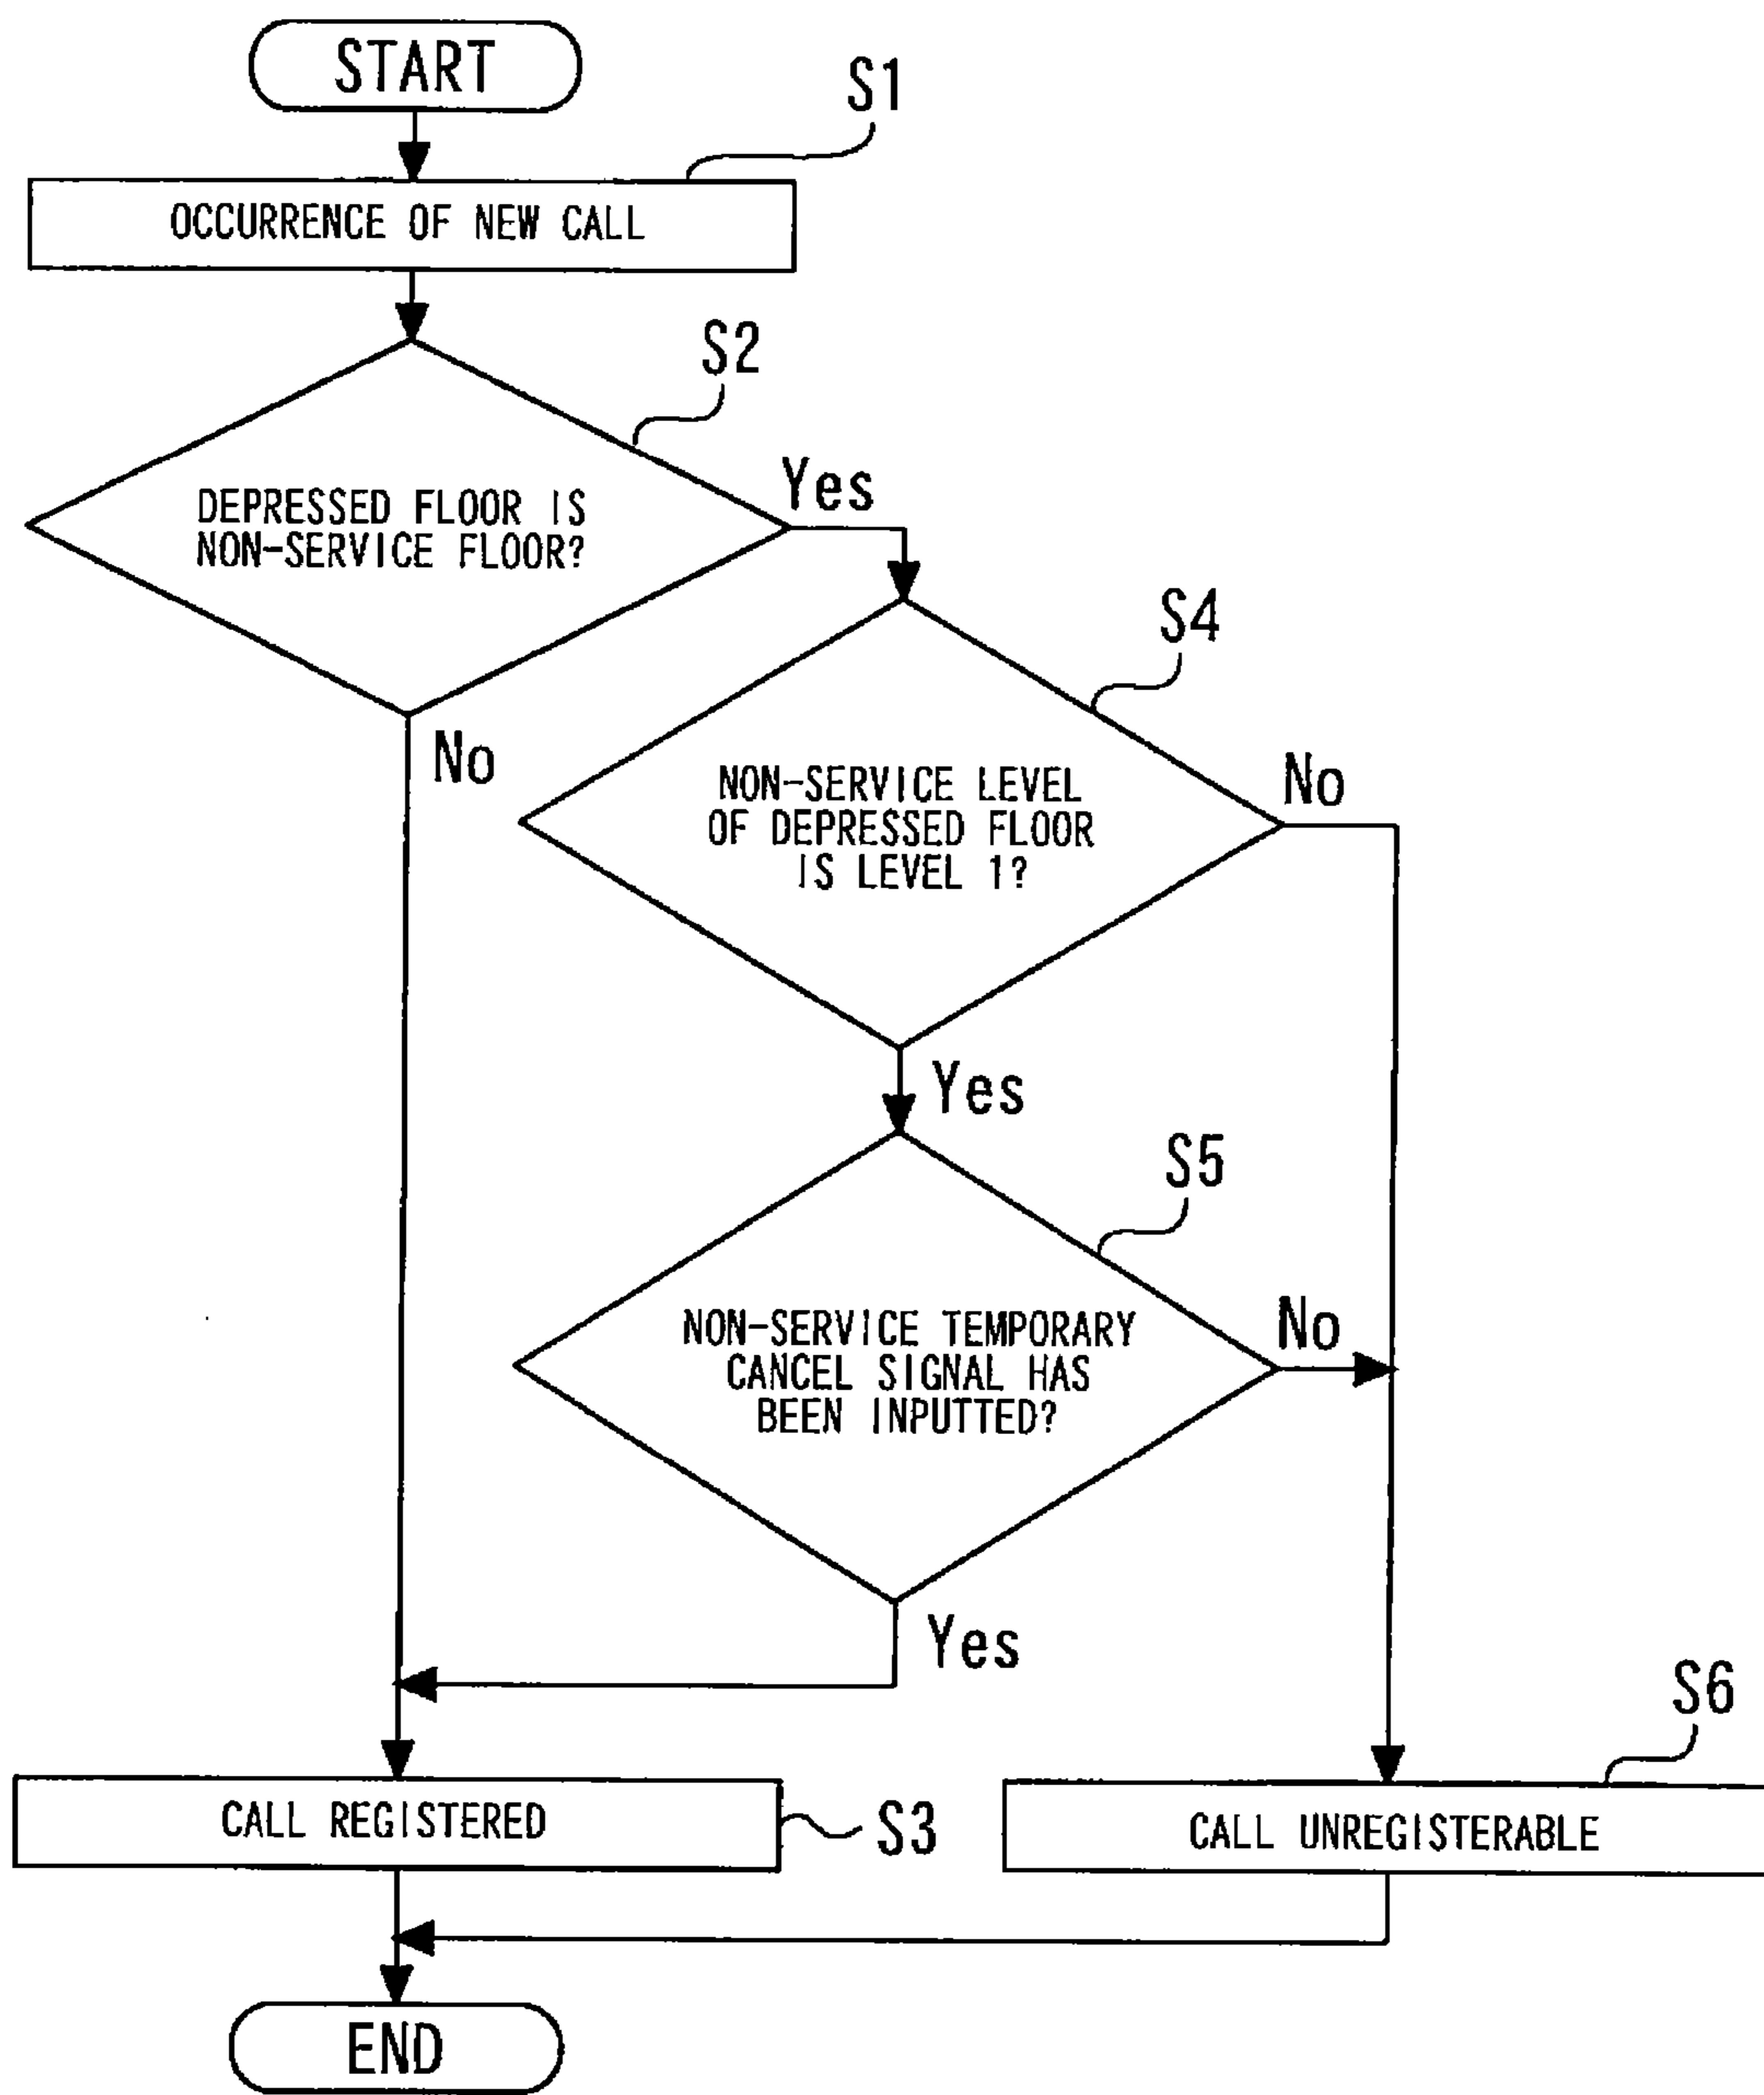 START
S1
OCCURRENCE OF NEW CALL
S2
DEPRESSED FLOOR IS
NON-SERVICE FLOOR?
Yes
No
S4
NON-SERVICE LEVEL
OF DEPRESSED FLOOR
IS LEVEL 1?
No
Yes
S5
NON-SERVICE TEMPORARY
CANCEL SIGNAL HAS
BEEN INPUTTED?
No
Yes
S6
CALL REGISTERED
S3
CALL UNREGISTERABLE
END